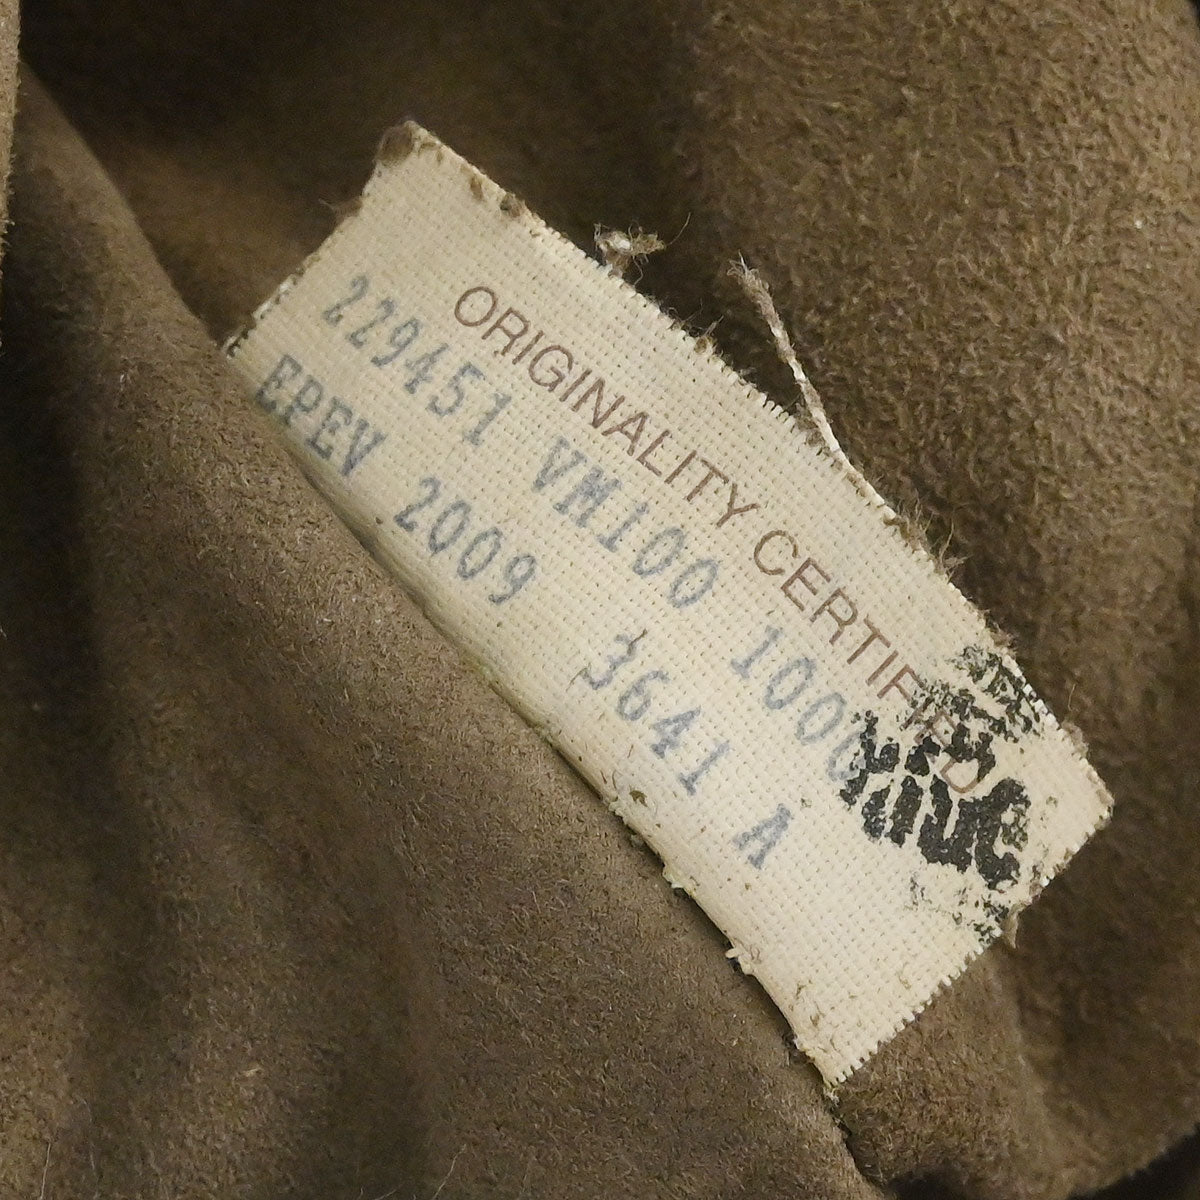 ORIGINALITY CERTIFIED
229451 VM100 1000
EPEV 2009 3641 A